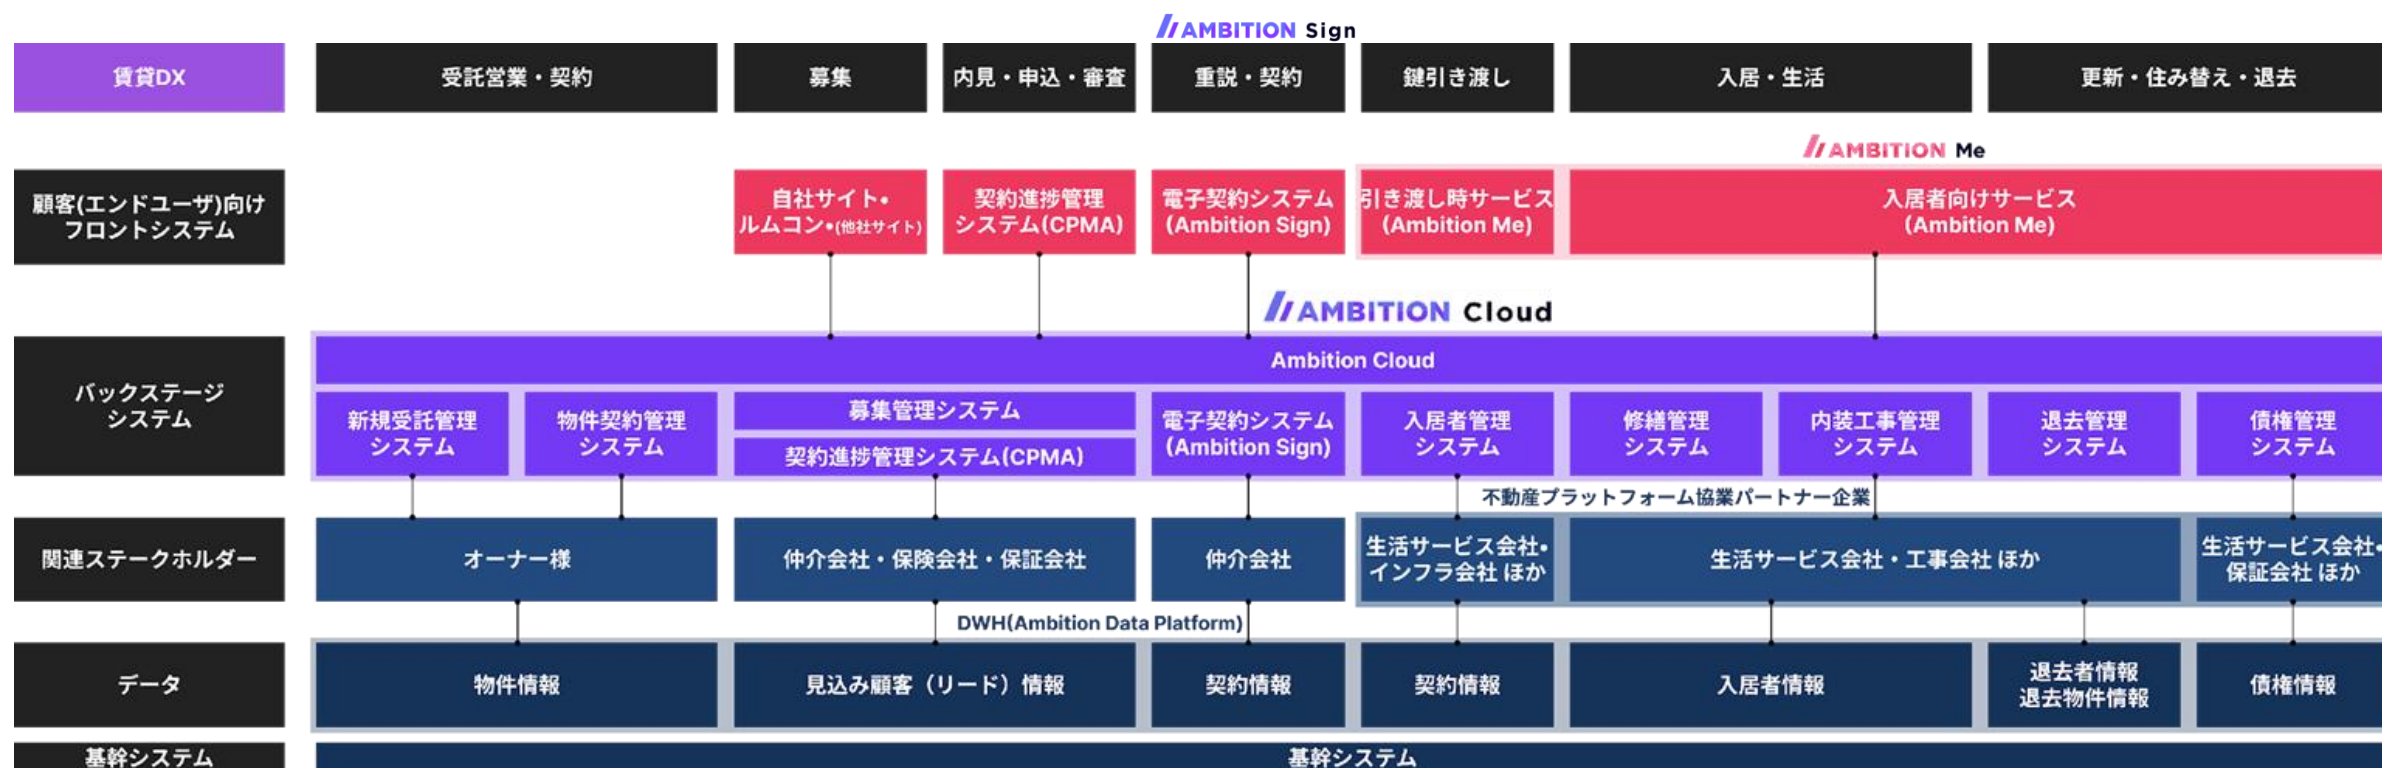 AMBITION Sign
賃貸DX
受託営業・契約
募集
内見・申込・審査
重説・契約
鍵引き渡し
入居・生活
更新・住み替え・退去
AMBITION Me
顧客(エンドユーザ)向け
フロントシステム
自社サイト•
ルムコン•(他社サイト)
契約進捗管理
システム(CPMA)
電子契約システム
(Ambition Sign)
引き渡し時サービス
(Ambition Me)
入居者向けサービス
(Ambition Me)
AMBITION Cloud
バックステージ
システム
Ambition Cloud
新規受託管理
システム
物件契約管理
システム
募集管理システム
契約進捗管理システム(CPMA)
電子契約システム
(Ambition Sign)
入居者管理
システム
修繕管理
システム
内装工事管理
システム
退去管理
システム
債権管理
システム
不動産プラットフォーム協業パートナー企業
関連ステークホルダー
オーナー様
仲介会社・保険会社・保証会社
仲介会社
生活サービス会社•
インフラ会社 ほか
生活サービス会社・工事会社 ほか
生活サービス会社•
保証会社 ほか
DWH(Ambition Data Platform)
データ
物件情報
見込み顧客（リード）情報
契約情報
契約情報
入居者情報
退去者情報
退去物件情報
債権情報
基幹システム
基幹システム